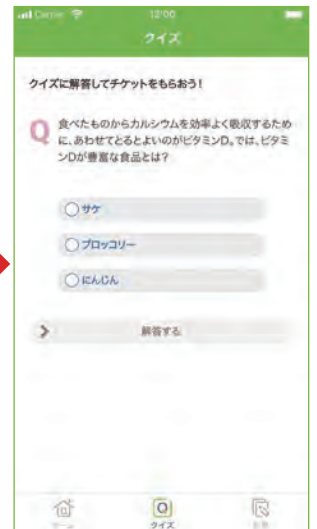 12:00
クイズ
クイズに解答してチケットをもらおう!
Q 食べたものからカルシウムを効率よく吸収するため
に、あわせてとるとよいのがビタミンD。では、ビタミ
ンDが豊富な食品とは?
サケ
ブロッコリー
にんじん
解答する
ホーム クイズ